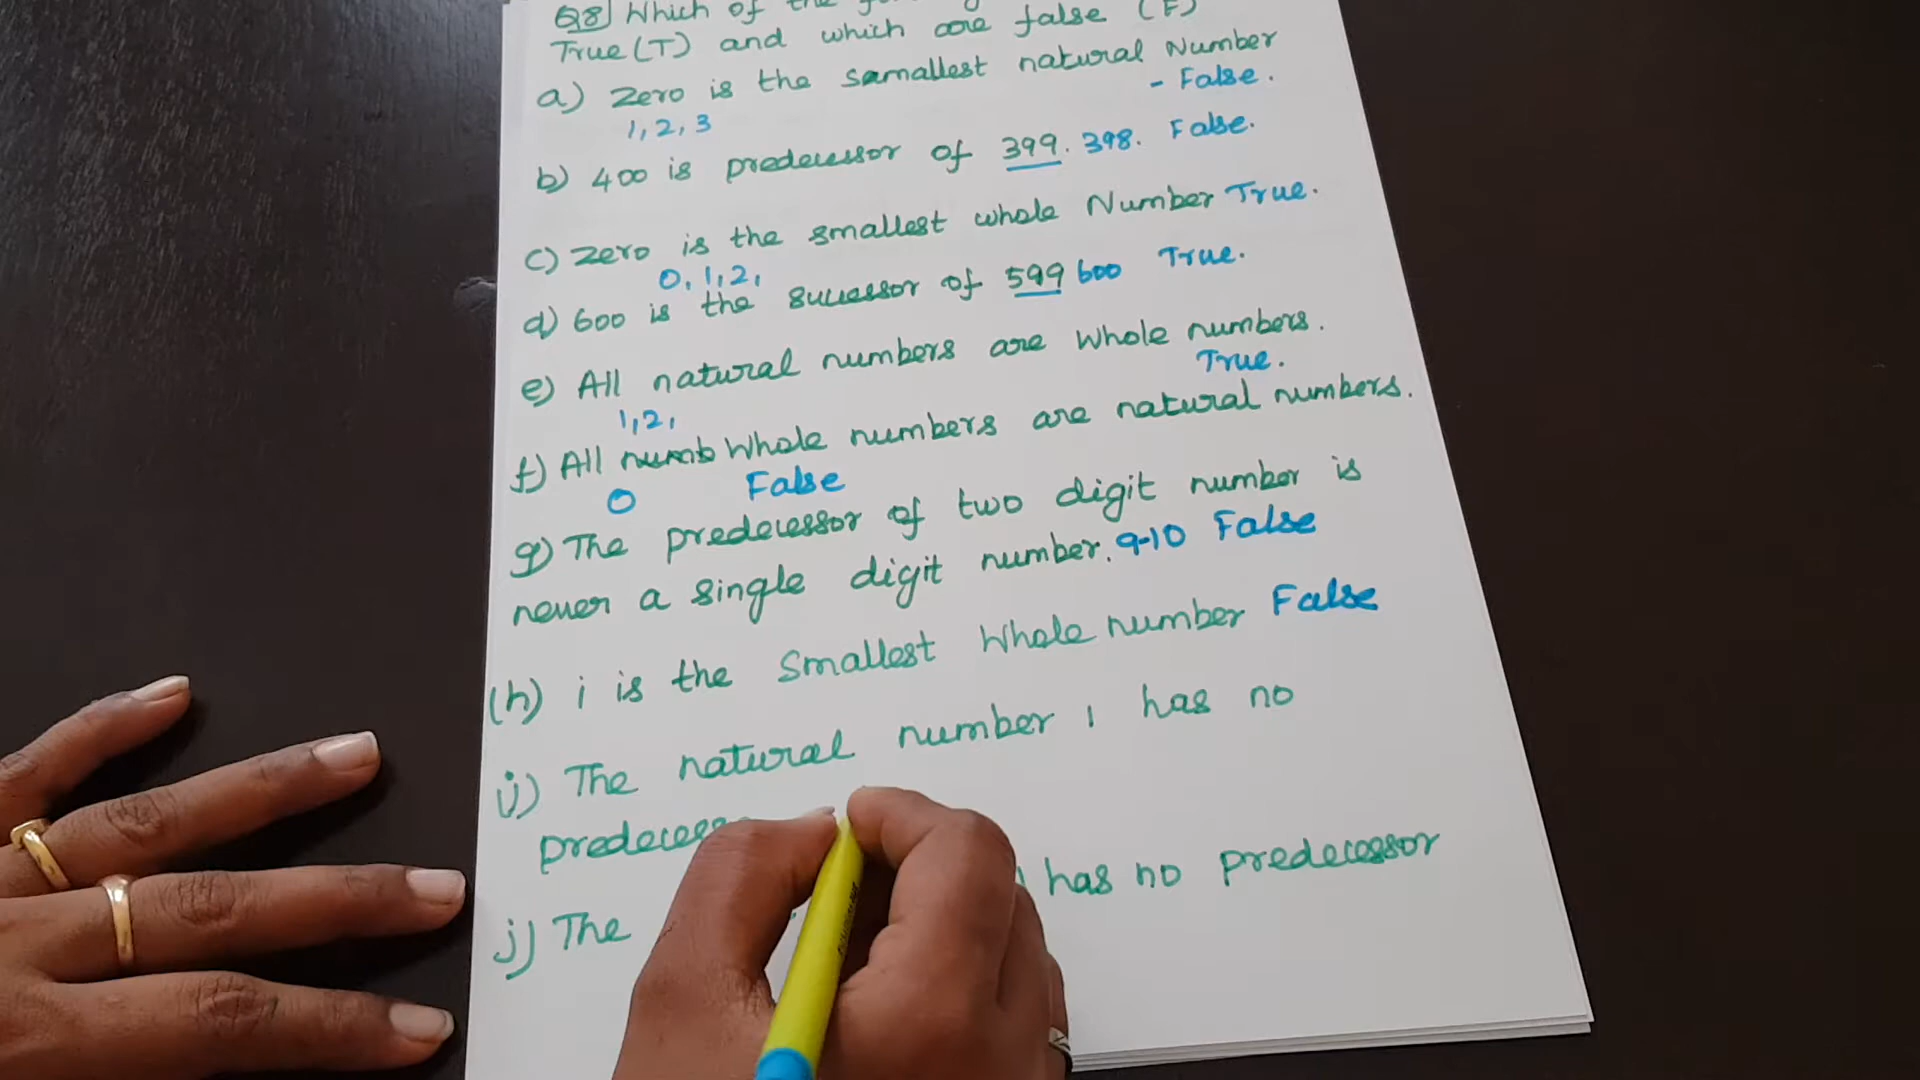 Q8 Which of the
True(T) and which are false (F)
a) Zero is the samallest natural Number
- False.
1, 2, 3
b) 400 is predecessor of 399. 398. False.
c) Zero is the smallest whole Number True.
0, 1, 2,
d) 600 is the successor of 599 600 True.
e) All natural numbers are Whole numbers.
True.
1, 2,
f) All numb Whole numbers are natural numbers.
0 False
g) The predecessor of two digit number is
never a single digit number. 9-10 False
(h) i is the Smallest Whole number False
i) The natural number 1 has no
j) The has no predecessor